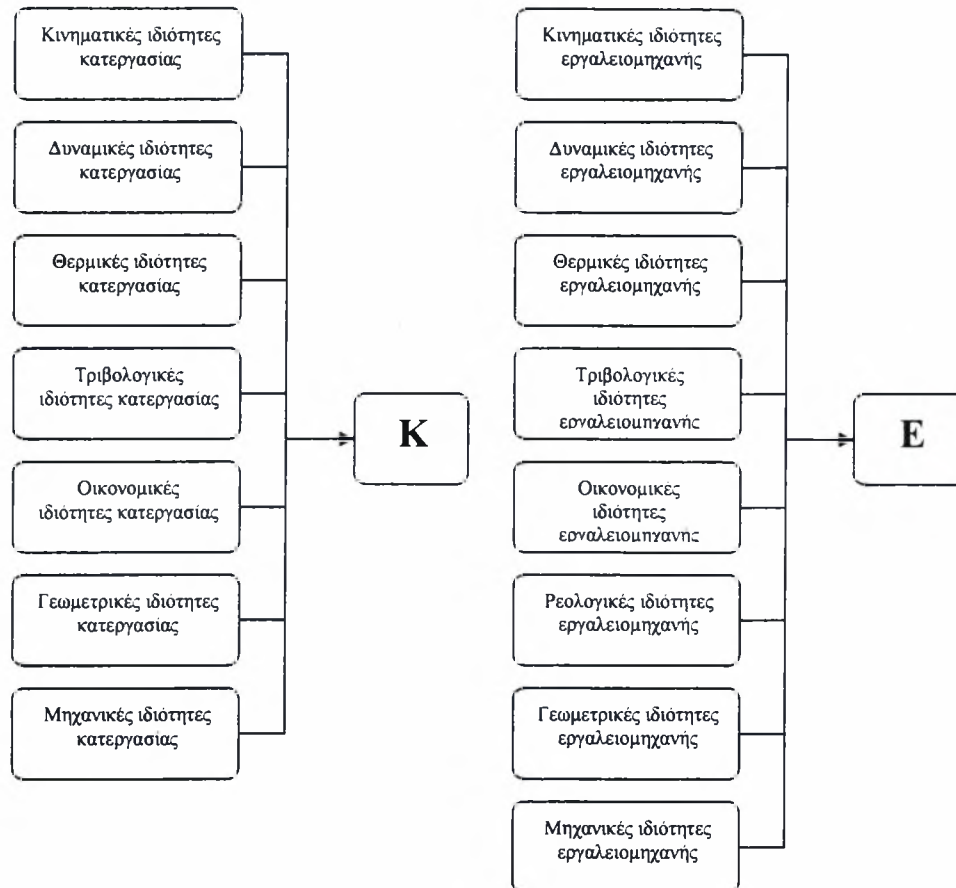 Κινηματικές ιδιότητες
κατεργασίας
Δυναμικές ιδιότητες
κατεργασίας
Θερμικές ιδιότητες
κατεργασίας
Τριβολογικές
ιδιότητες κατεργασίας
Οικονομικές
ιδιότητες κατεργασίας
Γεωμετρικές ιδιότητες
κατεργασίας
Μηχανικές ιδιότητες
κατεργασίας
Κ
Κινηματικές ιδιότητες
εργαλειομηχανής
Δυναμικές ιδιότητες
εργαλειομηχανής
Θερμικές ιδιότητες
εργαλειομηχανής
Τριβολογικές
ιδιότητες
εργαλειομηχανής
Οικονομικές
ιδιότητες
εργαλειομηχανής
Ρεολογικές ιδιότητες
εργαλειομηχανής
Γεωμετρικές ιδιότητες
εργαλειομηχανής
Μηχανικές ιδιότητες
εργαλειομηχανής
Ε